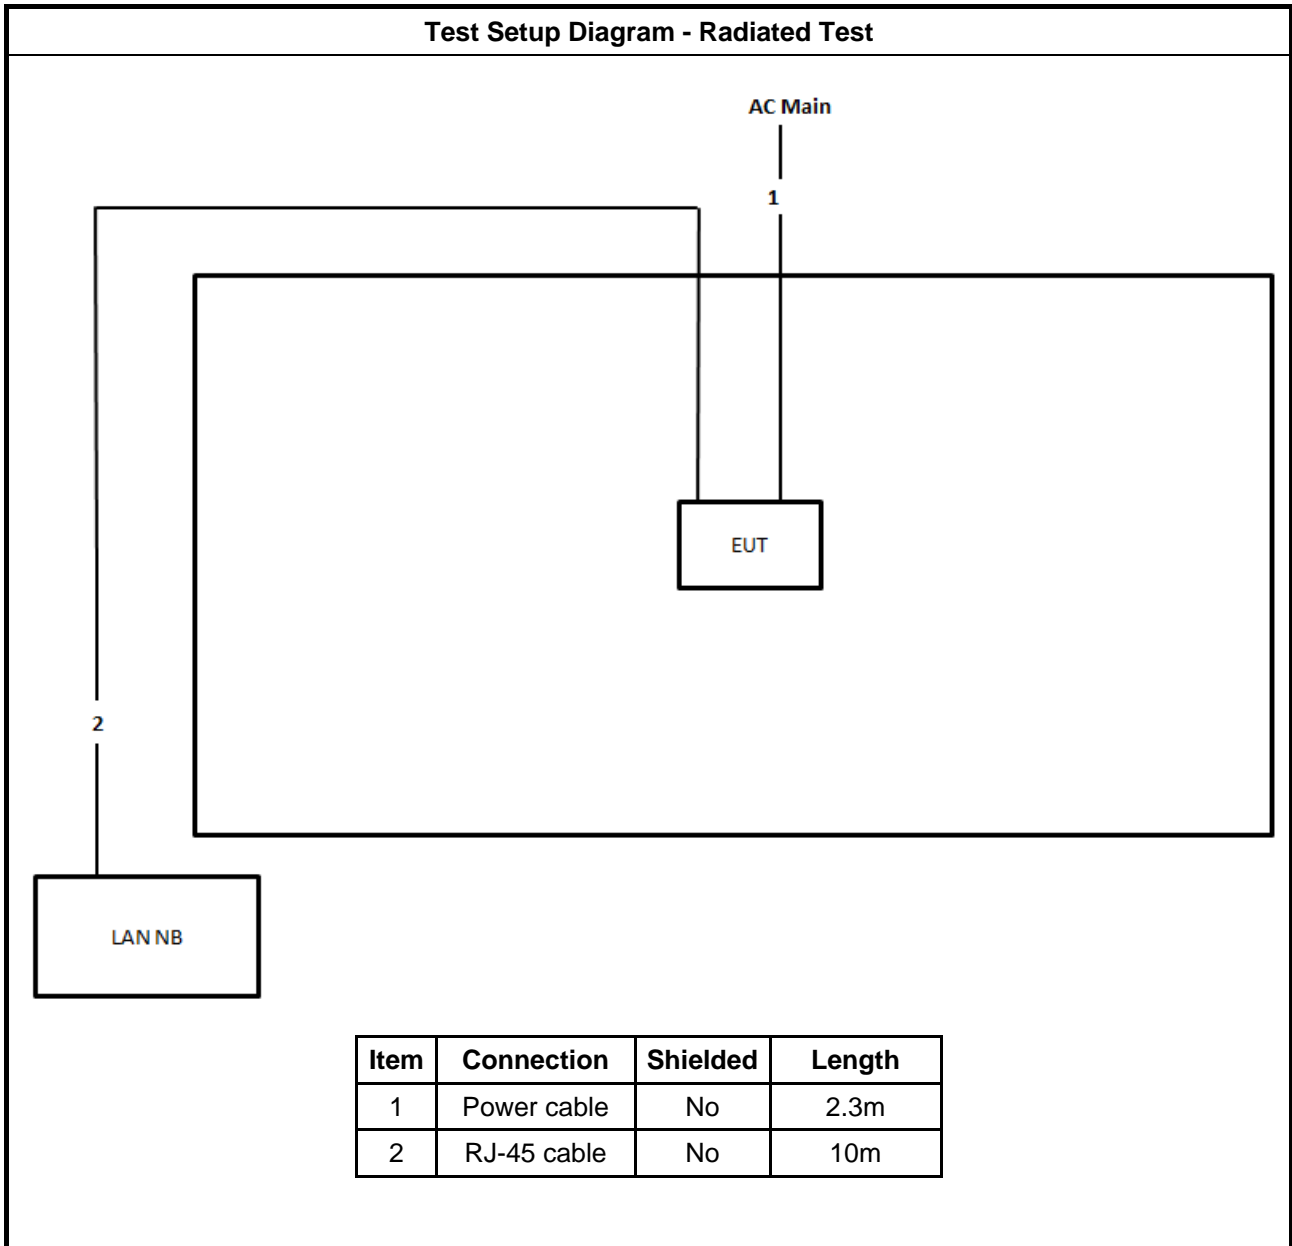 Test Setup Diagram - Radiated Test
AC Main
1
EUT
2
LAN NB
Item Connection Shielded Length
1 Power cable No 2.3m
2 RJ-45 cable No 10m